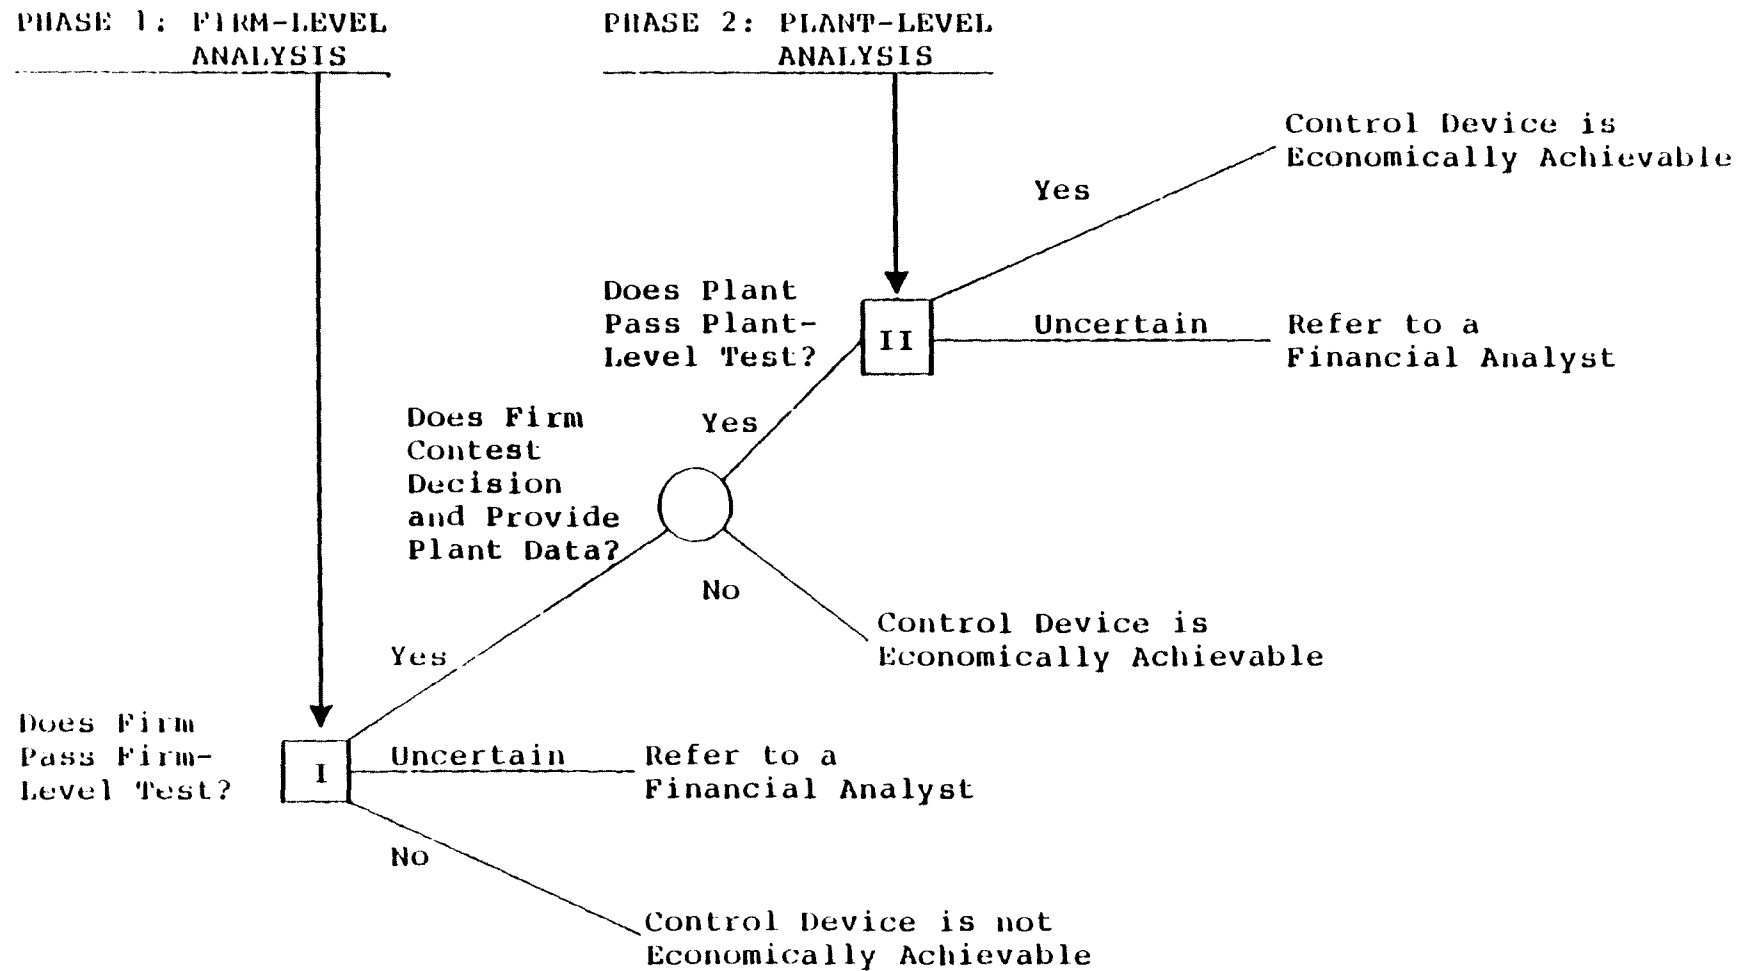 PHASE 1: FIRM-LEVEL
ANALYSIS
PHASE 2: PLANT-LEVEL
ANALYSIS
Control Device is
Economically Achievable
Yes
Does Plant
Pass Plant-
Level Test?
II
Uncertain
Refer to a
Financial Analyst
Does Firm
Contest
Decision
and Provide
Plant Data?
Yes
No
Control Device is
Economically Achievable
Yes
Does Firm
Pass Firm-
Level Test?
I
Uncertain
Refer to a
Financial Analyst
No
Control Device is not
Economically Achievable